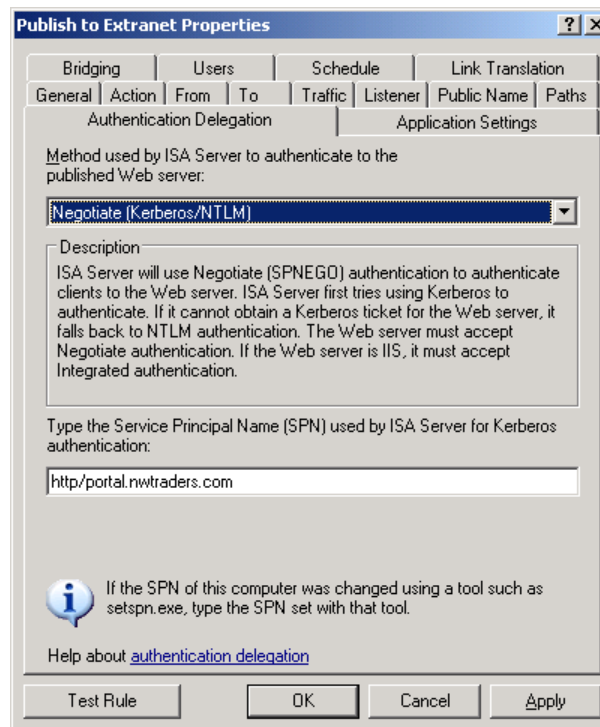 Publish to Extranet Properties
Bridging Users Schedule Link Translation
General Action From To Traffic Listener Public Name Paths
Authentication Delegation Application Settings
Method used by ISA Server to authenticate to the
published Web server:
Negotiate (Kerberos/NTLM)
Description
ISA Server will use Negotiate (SPNEGO) authentication to authenticate
clients to the Web server. ISA Server first tries using Kerberos to
authenticate. If it cannot obtain a Kerberos ticket for the Web server, it
falls back to NTLM authentication. The Web server must accept
Negotiate authentication. If the Web server is IIS, it must accept
Integrated authentication.
Type the Service Principal Name (SPN) used by ISA Server for Kerberos
authentication:
http/portal.nwtraders.com
If the SPN of this computer was changed using a tool such as
setspn.exe, type the SPN set with that tool.
Help about authentication delegation
Test Rule OK Cancel Apply